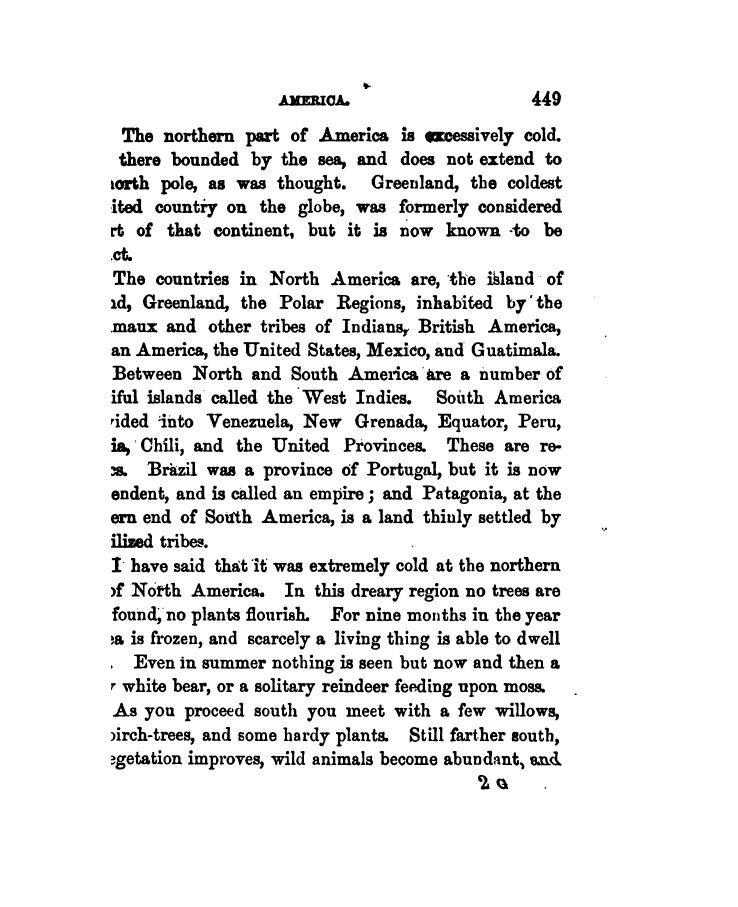 AMERICA. 449
The northern part of America is excessively cold.
there bounded by the sea, and does not extend to
orth pole, as was thought. Greenland, the coldest
ited country on the globe, was formerly considered
rt of that continent, but it is now known to be
ct.
The countries in North America are, the island of
d, Greenland, the Polar Regions, inhabited by the
maux and other tribes of Indians, British America,
an America, the United States, Mexico, and Guatimala.
Between North and South America are a number of
iful islands called the West Indies. South America
ided into Venezuela, New Grenada, Equator, Peru,
ia, Chili, and the United Provinces. These are re-
s. Brazil was a province of Portugal, but it is now
endent, and is called an empire; and Patagonia, at the
ern end of South America, is a land thinly settled by
ilized tribes.
I have said that it was extremely cold at the northern
of North America. In this dreary region no trees are
found, no plants flourish. For nine months in the year
ea is frozen, and scarcely a living thing is able to dwell
. Even in summer nothing is seen but now and then a
r white bear, or a solitary reindeer feeding upon moss.
As you proceed south you meet with a few willows,
birch-trees, and some hardy plants. Still farther south,
egetation improves, wild animals become abundant, and
2 G